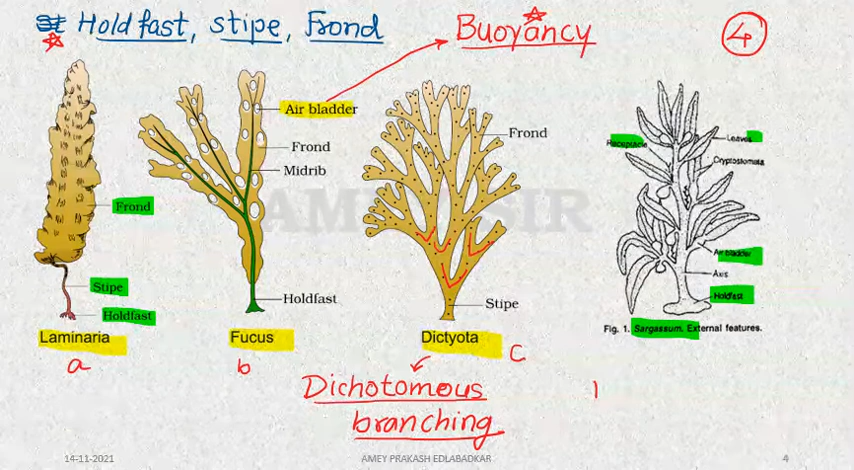 Holdfast, stipe, Frond
Buoyancy
4
Air bladder
Frond
Midrib
Frond
Receptacle
Leaves
Cryptostomata
AMEY SIR
Frond
Stipe
Holdfast
Holdfast
Stipe
Air bladder
Axis
Holdfast
Laminaria
Fucus
Dictyota
Fig. 1. Sargassum. External features.
a
b
C
Dichotomous
branching
1
14-11-2021
AMEY PRAKASH EDLABADKAR
4